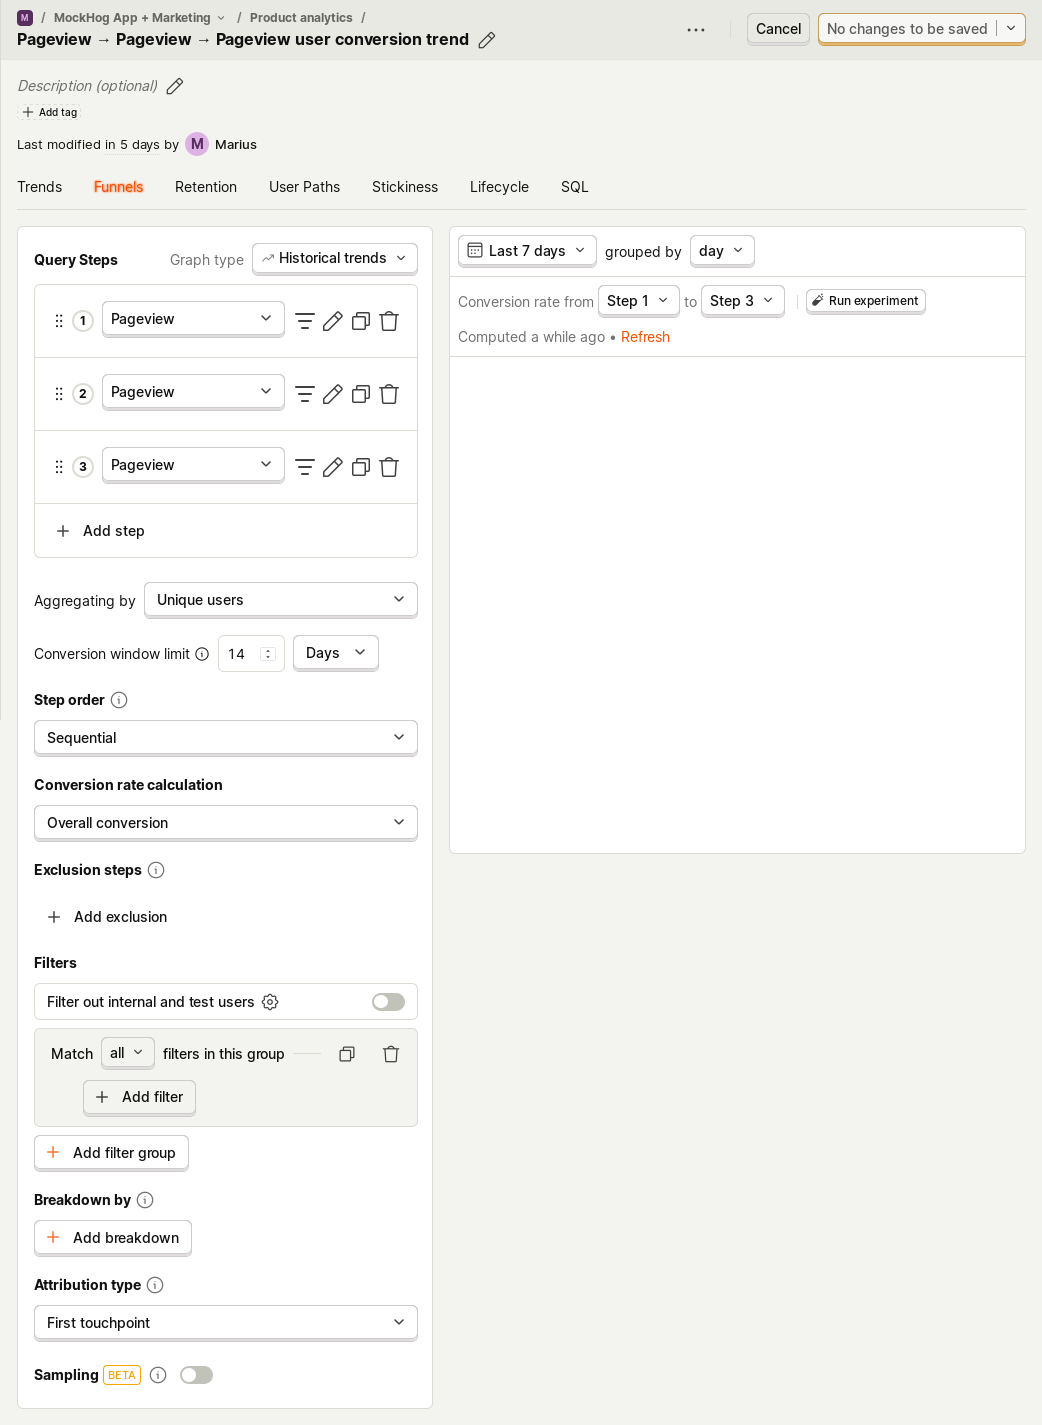 M / MockHog App + Marketing / Product analytics /
Pageview → Pageview → Pageview user conversion trend
Cancel
No changes to be saved
Description (optional)
Add tag
Last modified in 5 days by M Marius
Trends Funnels Retention User Paths Stickiness Lifecycle SQL
Query Steps
Graph type Historical trends
1 Pageview
2 Pageview
3 Pageview
Add step
Aggregating by Unique users
Conversion window limit 14 Days
Step order
Sequential
Conversion rate calculation
Overall conversion
Exclusion steps
Add exclusion
Filters
Filter out internal and test users
Match all filters in this group
Add filter
Add filter group
Breakdown by
Add breakdown
Attribution type
First touchpoint
Sampling BETA
Last 7 days grouped by day
Conversion rate from Step 1 to Step 3 Run experiment
Computed a while ago • Refresh